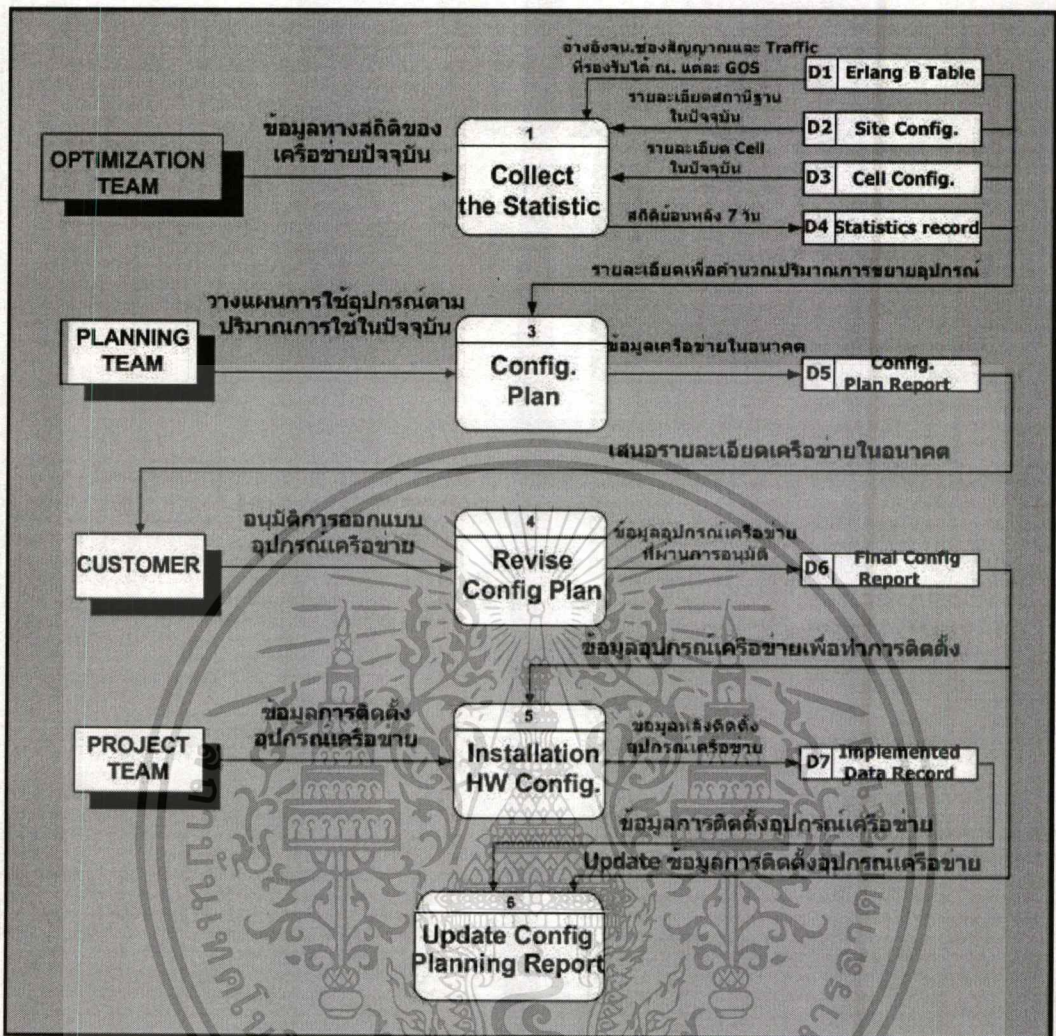 อ้างอิงจน.ช่องสัญญาณและ Traffic
ที่รองรับได้ ณ. แต่ละ GOS
D1 Erlang B Table
รายละเอียดสถานีฐาน
ในปัจจุบัน
D2 Site Config.
ข้อมูลทางสถิติของ
เครือข่ายปัจจุบัน
OPTIMIZATION
TEAM
1
Collect
the Statistic
รายละเอียด Cell
ในปัจจุบัน
D3 Cell Config.
สถิติย้อนหลัง 7 วัน
D4 Statistics record
รายละเอียดเพื่อคำนวณปริมาณการขยายอุปกรณ์
วางแผนการใช้อุปกรณ์ตาม
ปริมาณการใช้ในปัจจุบัน
PLANNING
TEAM
3
Config.
Plan
ข้อมูลเครือข่ายในอนาคต
D5 Config.
Plan Report
เสนอรายละเอียดเครือข่ายในอนาคต
อนุมัติการออกแบบ
อุปกรณ์เครือข่าย
CUSTOMER
4
Revise
Config Plan
ข้อมูลอุปกรณ์เครือข่าย
ที่ผ่านการอนุมัติ
D6 Final Config
Report
ข้อมูลอุปกรณ์เครือข่ายเพื่อทำการติดตั้ง
ข้อมูลการติดตั้ง
อุปกรณ์เครือข่าย
PROJECT
TEAM
5
Installation
HW Config.
ข้อมูลหลังติดตั้ง
อุปกรณ์เครือข่าย
D7 Implemented
Data Record
ข้อมูลการติดตั้งอุปกรณ์เครือข่าย
Update ข้อมูลการติดตั้งอุปกรณ์เครือข่าย
6
Update Config
Planning Report